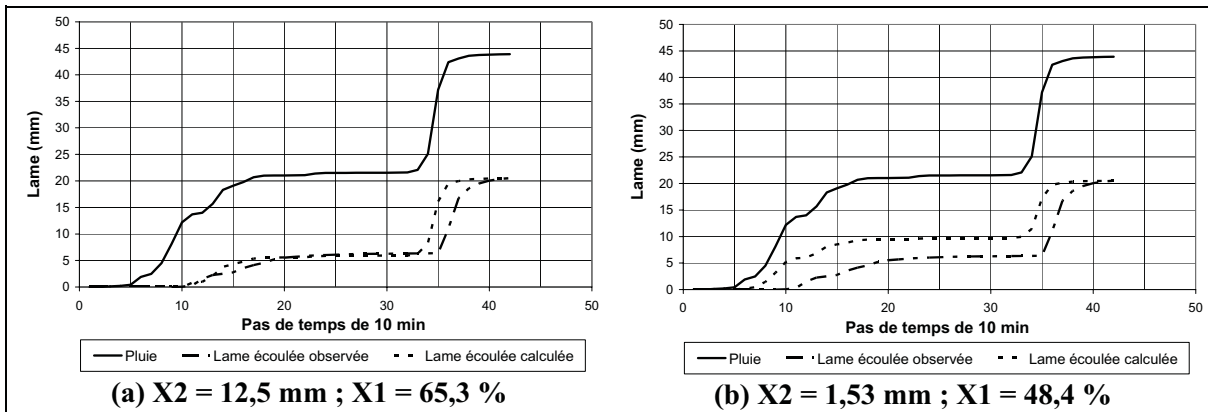 50
45
40
35
30
25
20
15
10
5
0
Lame (mm)
0 10 20 30 40 50
Pas de temps de 10 min
Pluie Lame écoulée observée Lame écoulée calculée
(a) X2 = 12,5 mm ; X1 = 65,3 %
50
45
40
35
30
25
20
15
10
5
0
Lame (mm)
0 10 20 30 40 50
Pas de temps de 10 min
Pluie Lame écoulée observée Lame écoulée calculée
(b) X2 = 1,53 mm ; X1 = 48,4 %